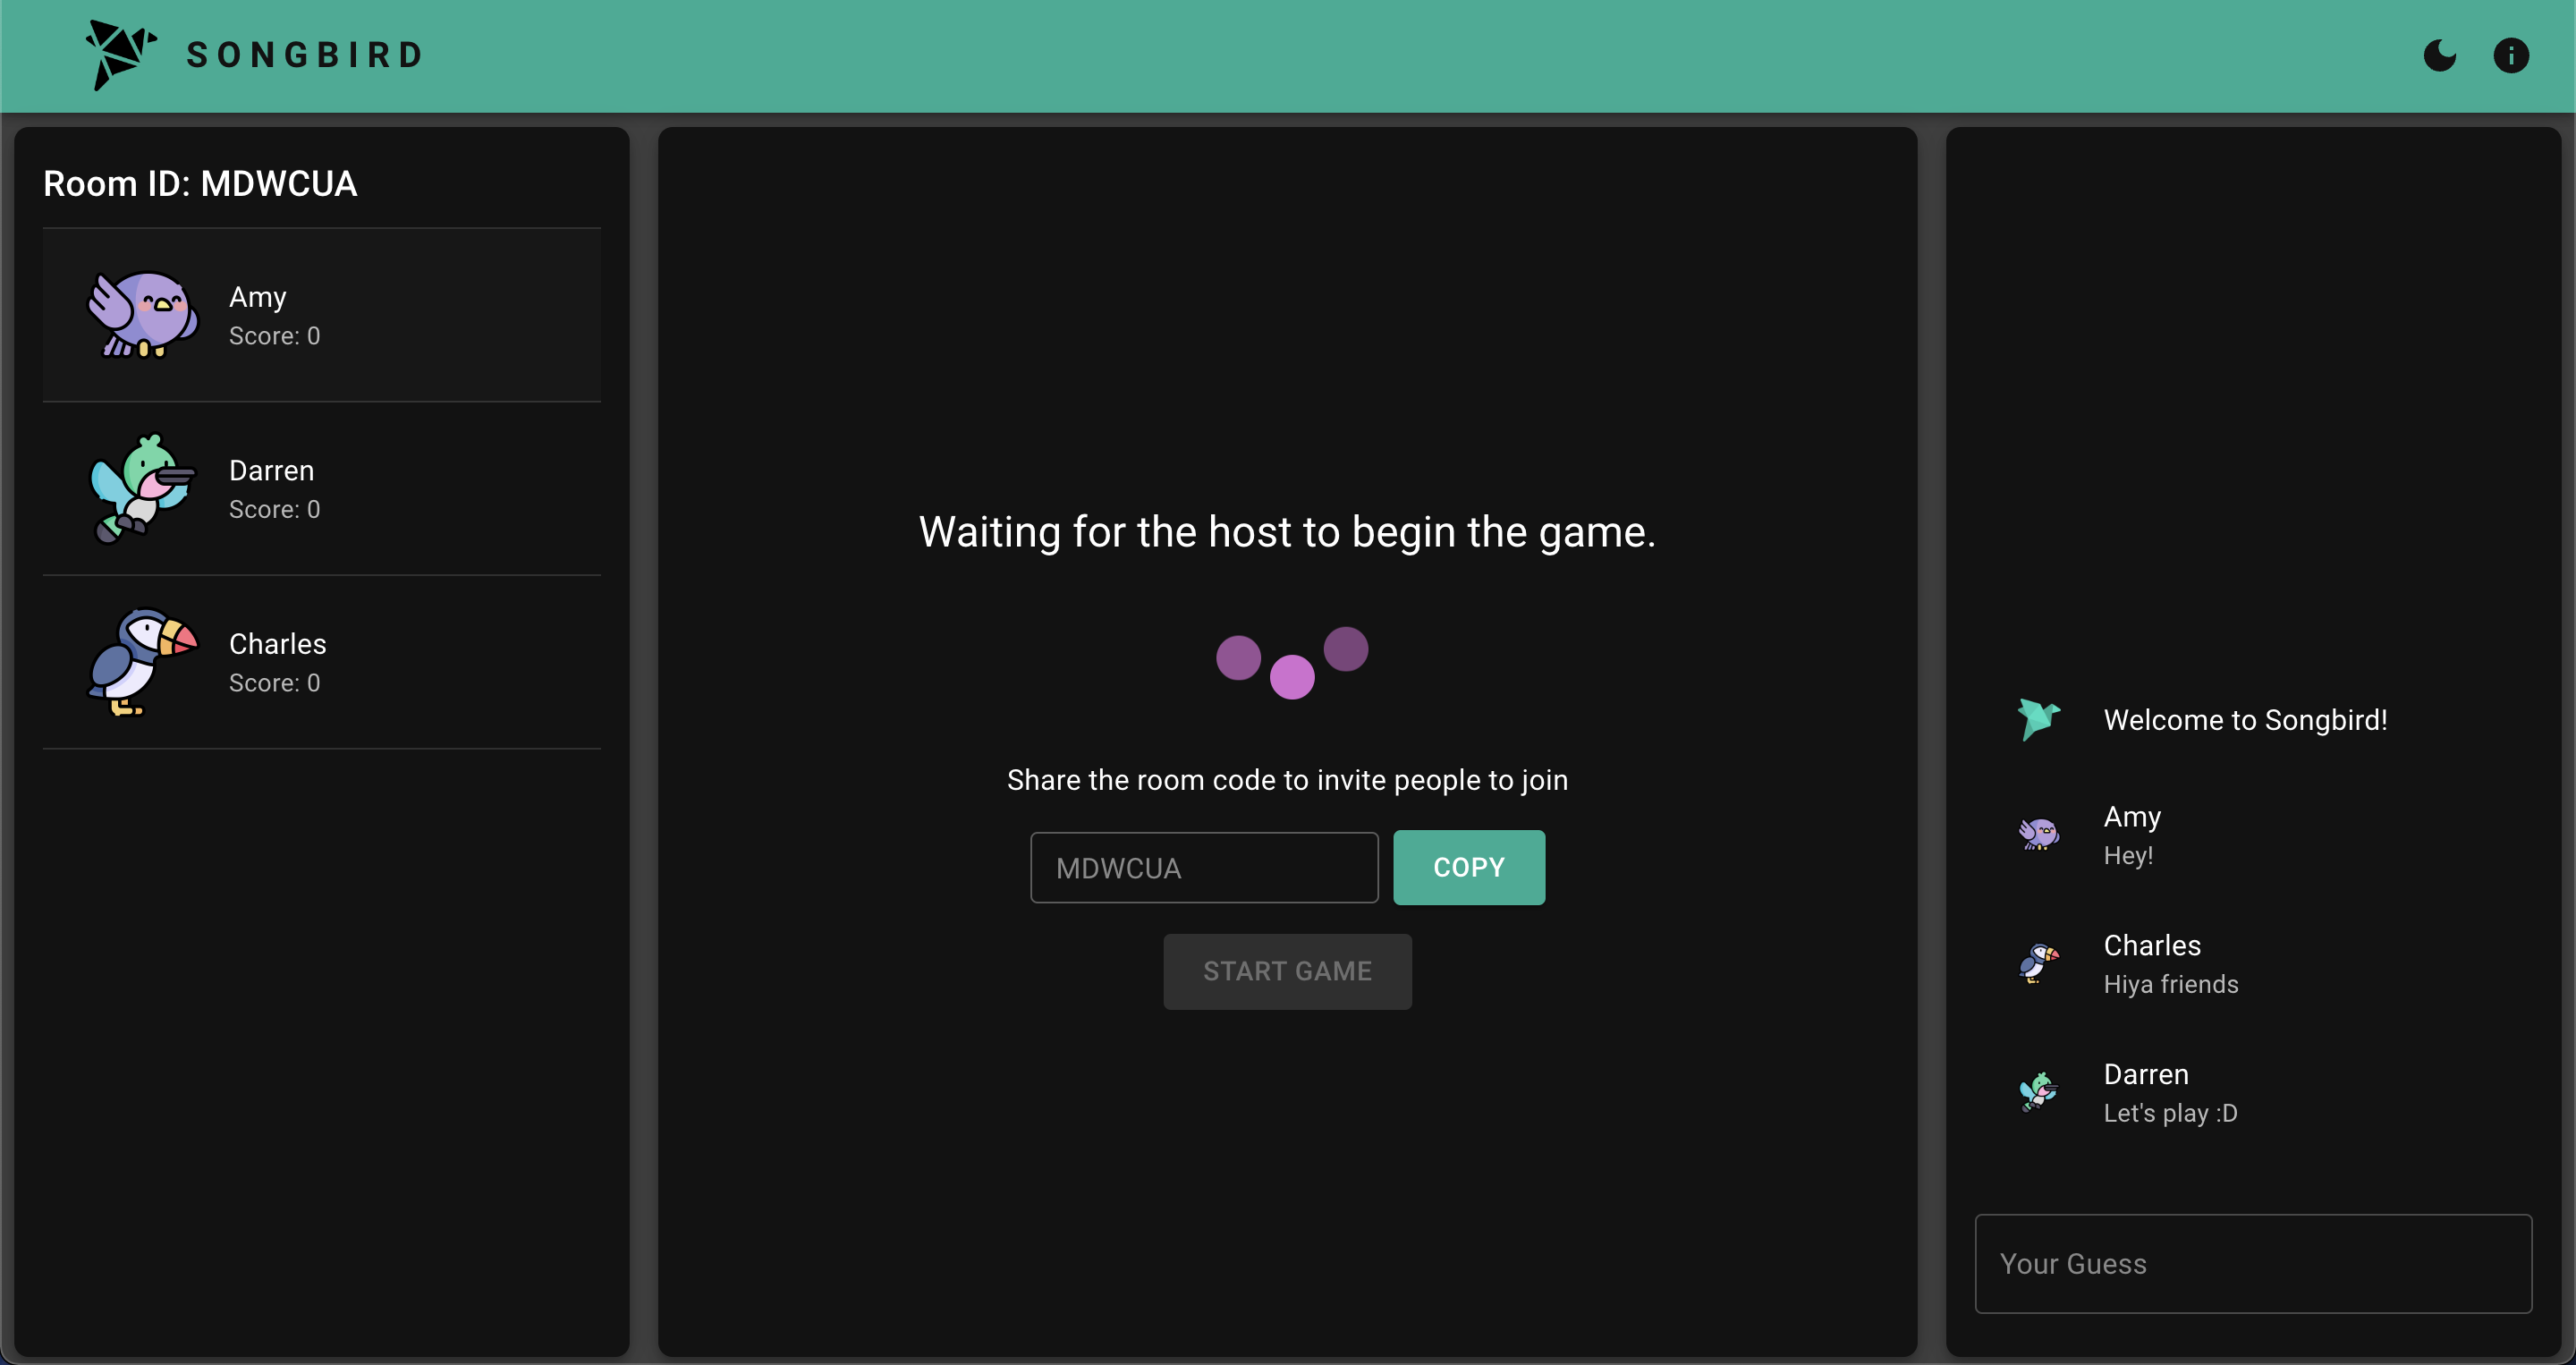 SONGBIRD
Room ID: MDWCUA
Amy
Score: 0
Darren
Score: 0
Charles
Score: 0
Waiting for the host to begin the game.
Share the room code to invite people to join
MDWCUA
COPY
START GAME
Welcome to Songbird!
Amy
Hey!
Charles
Hiya friends
Darren
Let's play :D
Your Guess